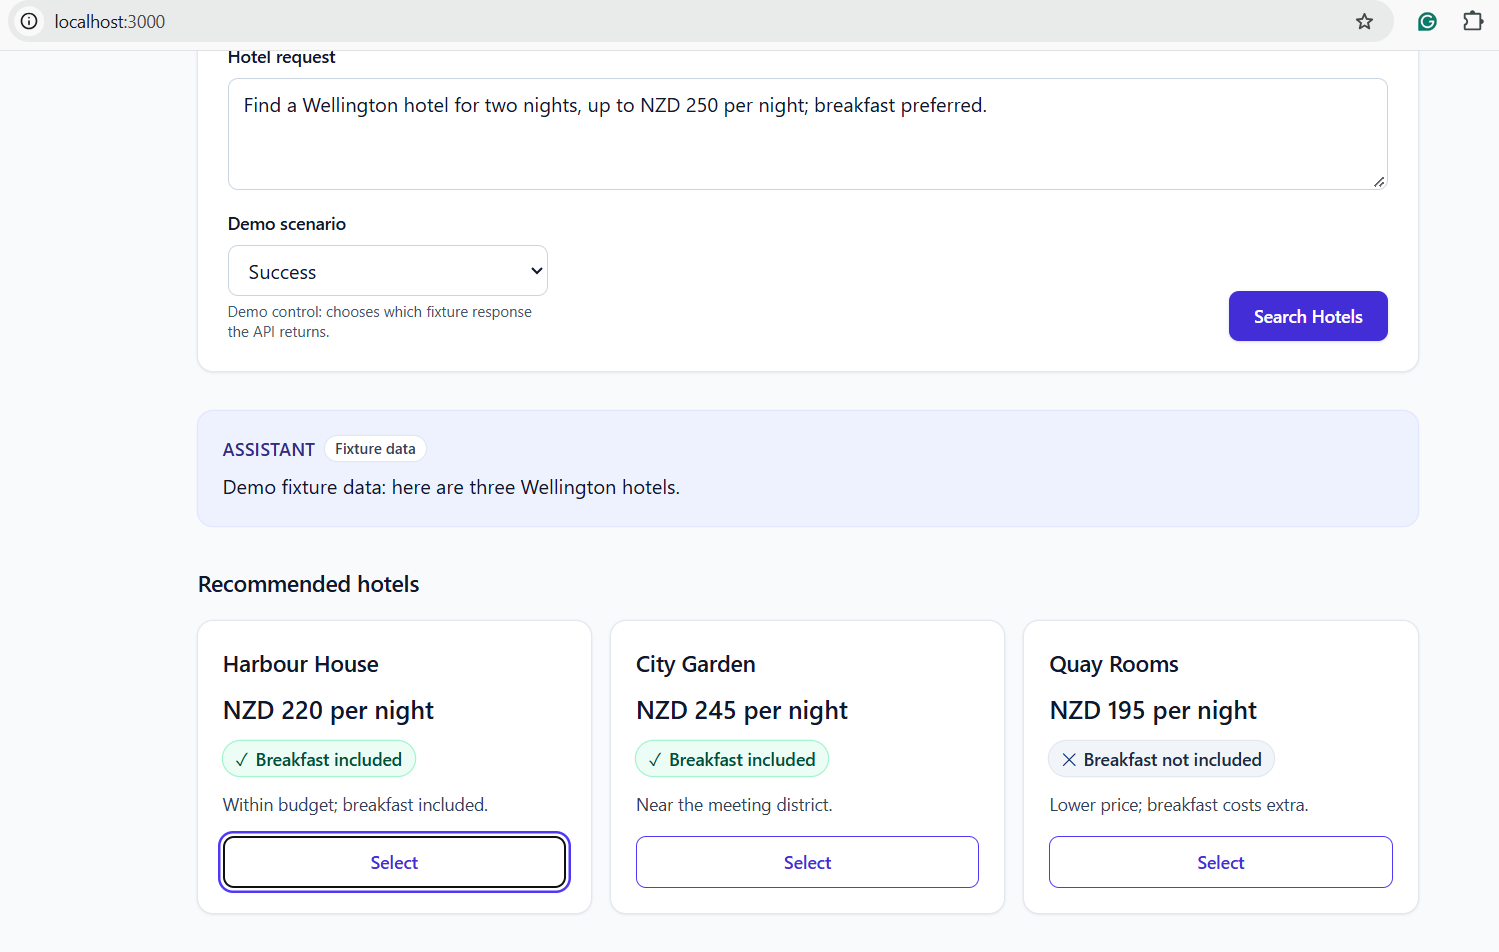 localhost:3000
Hotel request
Find a Wellington hotel for two nights, up to NZD 250 per night; breakfast preferred.
Demo scenario
Success
Demo control: chooses which fixture response
the API returns.
Search Hotels
ASSISTANT Fixture data
Demo fixture data: here are three Wellington hotels.
Recommended hotels
Harbour House
NZD 220 per night
✓ Breakfast included
Within budget; breakfast included.
Select
City Garden
NZD 245 per night
✓ Breakfast included
Near the meeting district.
Select
Quay Rooms
NZD 195 per night
✕ Breakfast not included
Lower price; breakfast costs extra.
Select